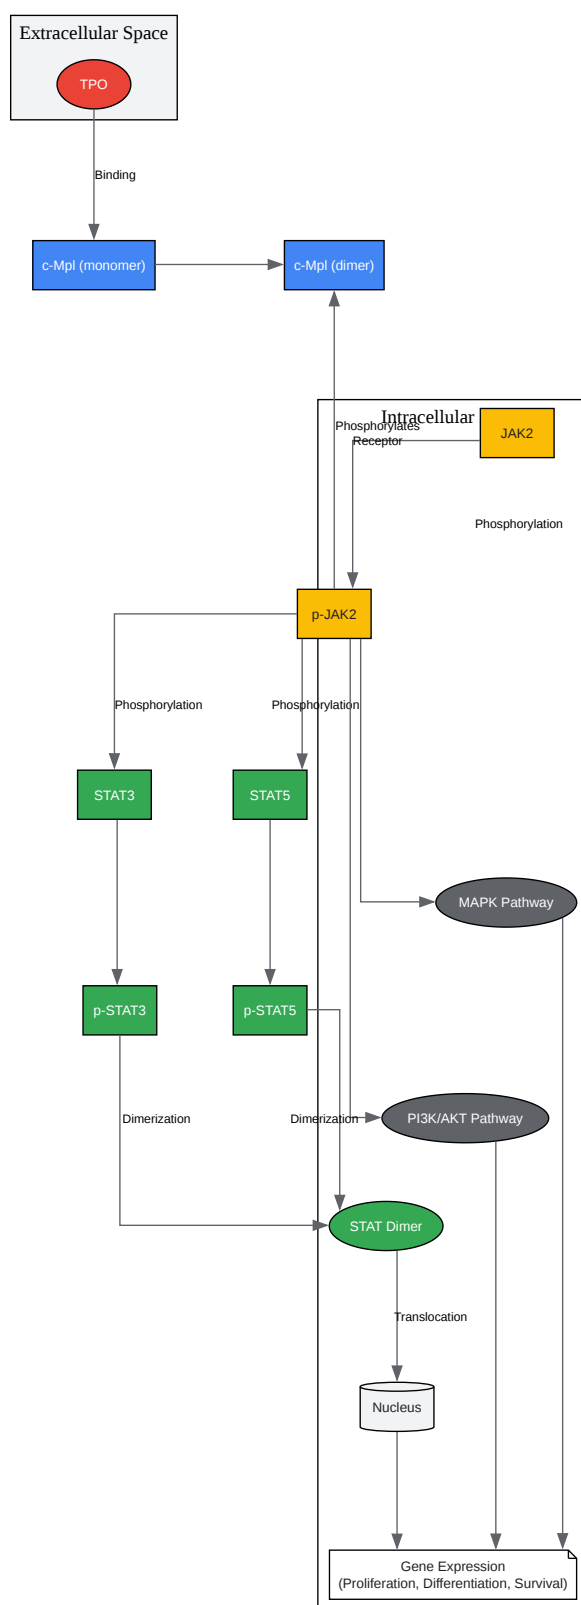 Extracellular Space
TPO
Binding
c-Mpl (monomer)
c-Mpl (dimer)
Intracellular
JAK2
Phosphorylates
Receptor
Phosphorylation
p-JAK2
Phosphorylation
Phosphorylation
STAT3
STAT5
MAPK Pathway
p-STAT3
p-STAT5
Dimerization
Dimerization
PI3K/AKT Pathway
STAT Dimer
Translocation
Nucleus
Gene Expression
(Proliferation, Differentiation, Survival)